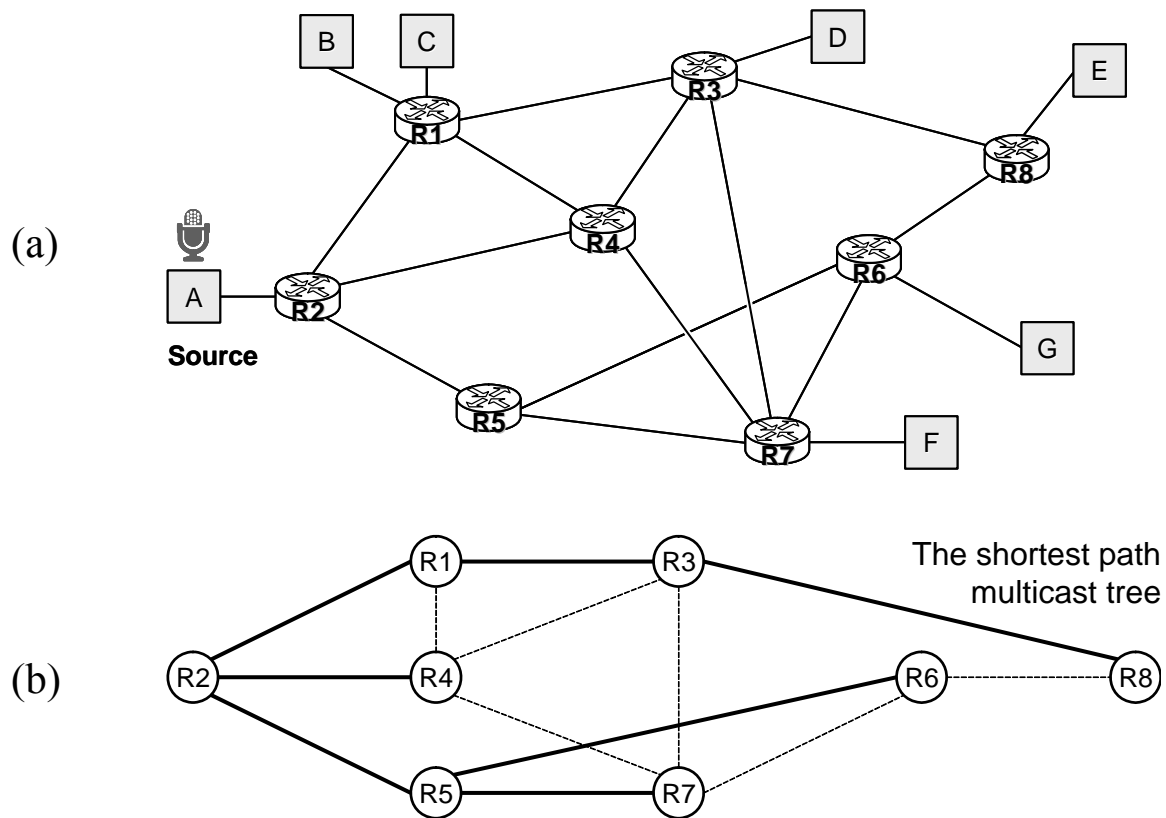 B
C
D
E
R3
R1
R8
(a)
R4
R6
A
R2
Source
G
R5
R7
F
R1
R3
The shortest path
multicast tree
(b)
R2
R4
R6
R8
R5
R7